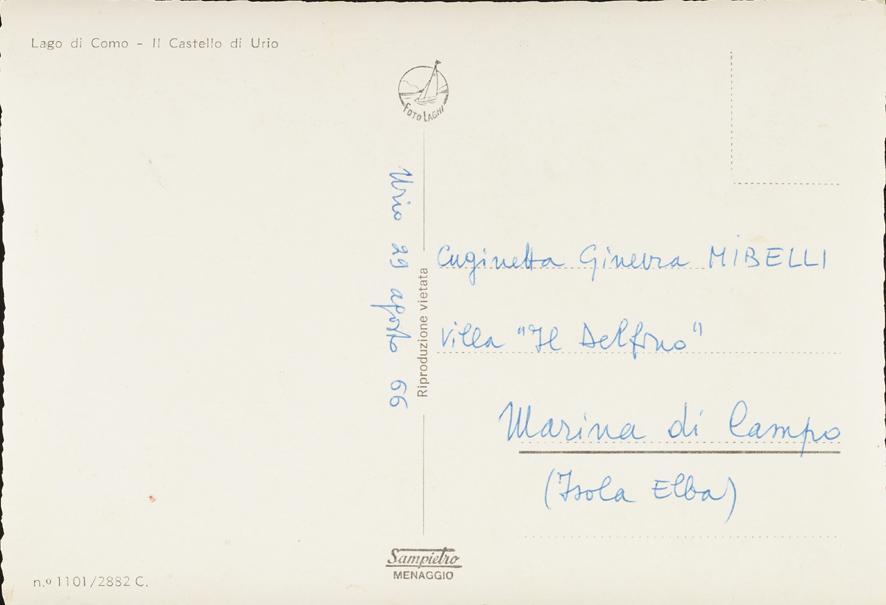 Lago di Como - Il Castello di Urio
FOTO LAGHI
Urio 29 agosto 66
Riproduzione vietata
Cuginetta Ginevra MIBELLI
Villa "Il Delfino"
Marina di Campo
(Isola Elba)
Sampietro
MENAGGIO
n.º 1101/2882 C.